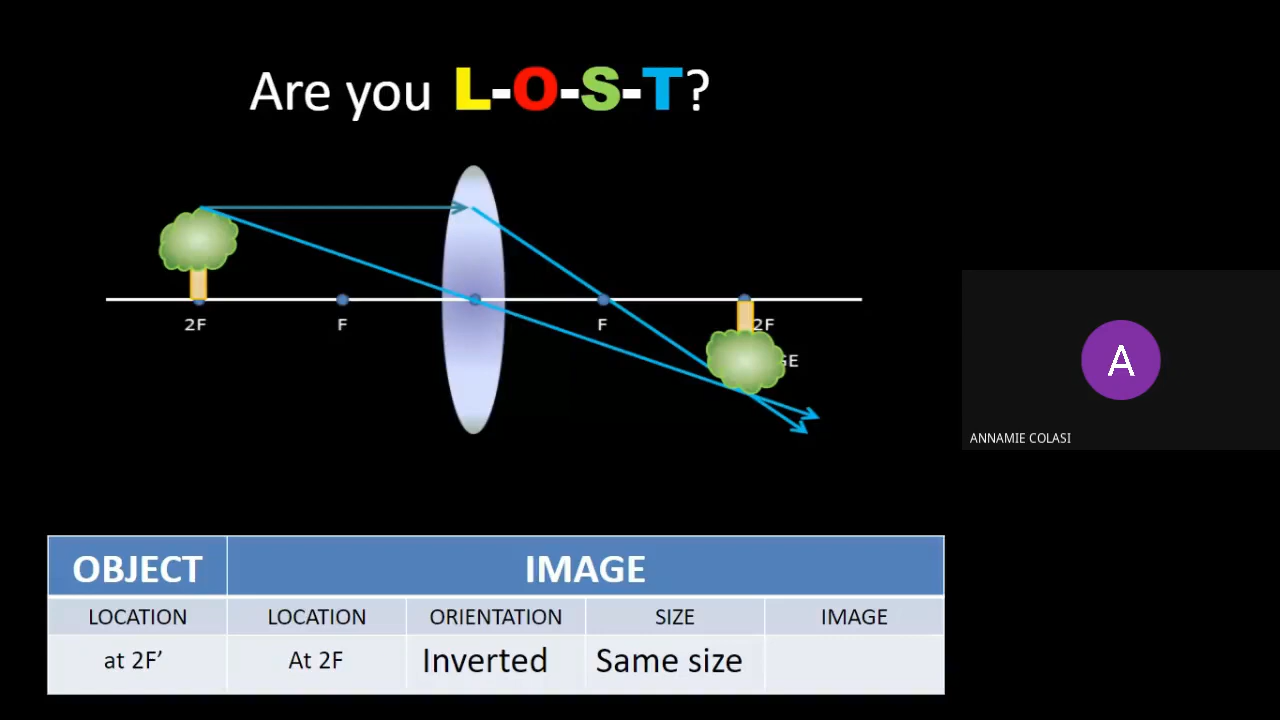 Are you L-O-S-T?
2F
F
F
2F
GE
A
ANNAMIE COLASI
OBJECT IMAGE
LOCATION LOCATION ORIENTATION SIZE IMAGE
at 2F’ At 2F Inverted Same size